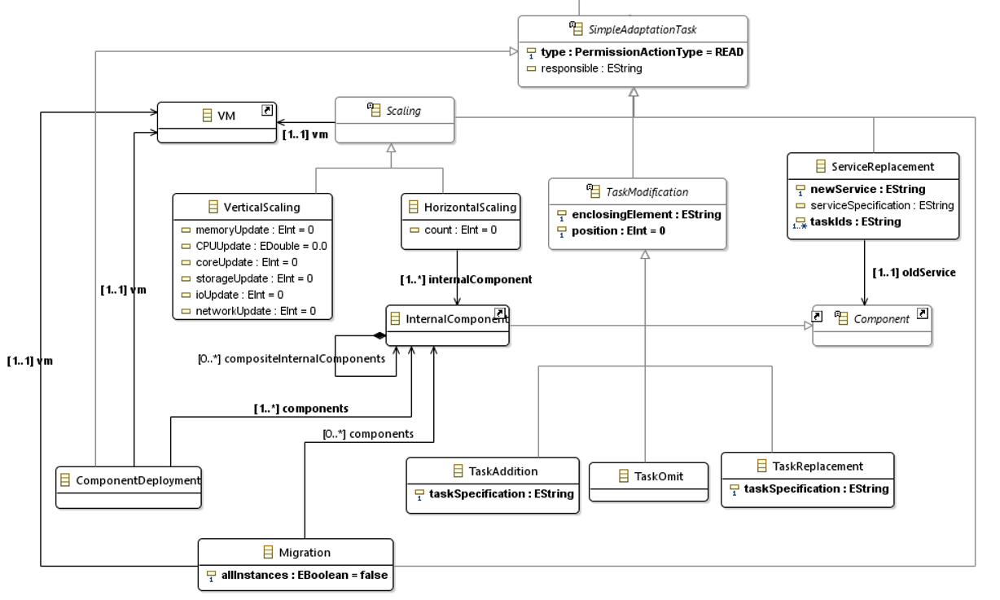 SimpleAdaptationTask
type : PermissionActionType = READ
responsible : EString
VM
Scaling
[1..1] vm
ServiceReplacement
newService : EString
serviceSpecification : EString
taskIds : EString
TaskModification
enclosingElement : EString
position : EInt = 0
VerticalScaling
memoryUpdate : EInt = 0
CPUUpdate : EDouble = 0.0
coreUpdate : EInt = 0
storageUpdate : EInt = 0
ioUpdate : EInt = 0
networkUpdate : EInt = 0
HorizontalScaling
count : EInt = 0
[1..*] internalComponent
[1..1] oldService
[1..1] vm
InternalComponent
Component
[0..*] compositeInternalComponents
[1..1] vm
[1..*] components
[0..*] components
ComponentDeployment
TaskAddition
taskSpecification : EString
TaskOmit
TaskReplacement
taskSpecification : EString
Migration
allInstances : EBoolean = false